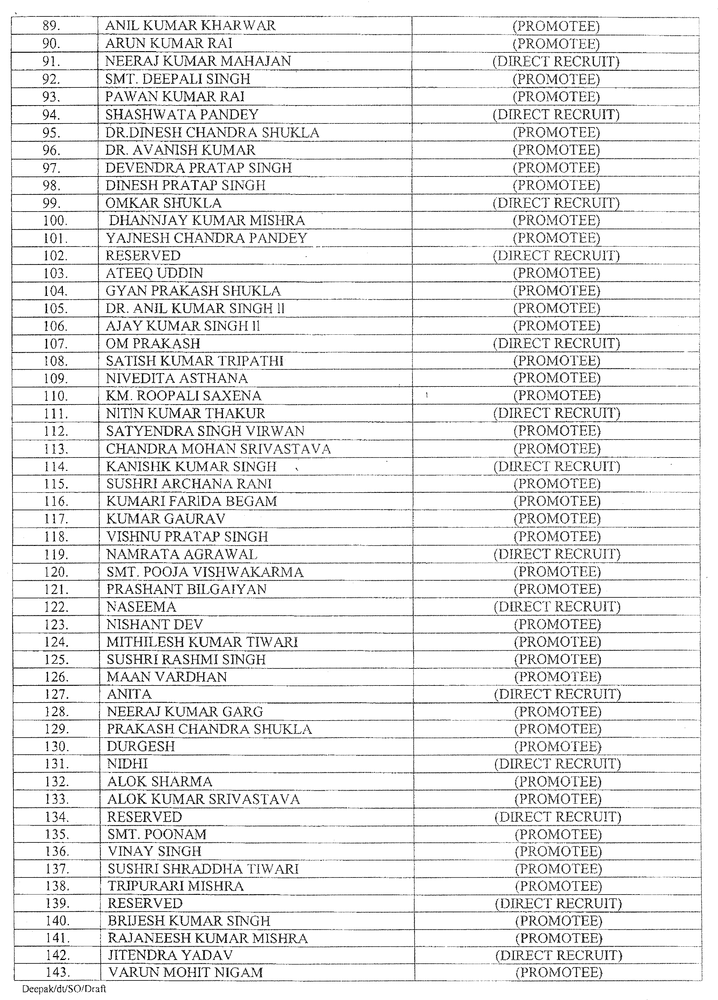 89. ANIL KUMAR KHARWAR (PROMOTEE)
90. ARUN KUMAR RAI (PROMOTEE)
91. NEERAJ KUMAR MAHAJAN (DIRECT RECRUIT)
92. SMT. DEEPALI SINGH (PROMOTEE)
93. PAWAN KUMAR RAI (PROMOTEE)
94. SHASHWATA PANDEY (DIRECT RECRUIT)
95. DR.DINESH CHANDRA SHUKLA (PROMOTEE)
96. DR. AVANISH KUMAR (PROMOTEE)
97. DEVENDRA PRATAP SINGH (PROMOTEE)
98. DINESH PRATAP SINGH (PROMOTEE)
99. OMKAR SHUKLA (DIRECT RECRUIT)
100. DHANNJAY KUMAR MISHRA (PROMOTEE)
101. YAJNESH CHANDRA PANDEY (PROMOTEE)
102. RESERVED (DIRECT RECRUIT)
103. ATEEQ UDDIN (PROMOTEE)
104. GYAN PRAKASH SHUKLA (PROMOTEE)
105. DR. ANIL KUMAR SINGH ll (PROMOTEE)
106. AJAY KUMAR SINGH ll (PROMOTEE)
107. OM PRAKASH (DIRECT RECRUIT)
108. SATISH KUMAR TRIPATHI (PROMOTEE)
109. NIVEDITA ASTHANA (PROMOTEE)
110. KM. ROOPALI SAXENA (PROMOTEE)
111. NITIN KUMAR THAKUR (DIRECT RECRUIT)
112. SATYENDRA SINGH VIRWAN (PROMOTEE)
113. CHANDRA MOHAN SRIVASTAVA (PROMOTEE)
114. KANISHK KUMAR SINGH (DIRECT RECRUIT)
115. SUSHRI ARCHANA RANI (PROMOTEE)
116. KUMARI FARIDA BEGAM (PROMOTEE)
117. KUMAR GAURAV (PROMOTEE)
118. VISHNU PRATAP SINGH (PROMOTEE)
119. NAMRATA AGRAWAL (DIRECT RECRUIT)
120. SMT. POOJA VISHWAKARMA (PROMOTEE)
121. PRASHANT BILGAIYAN (PROMOTEE)
122. NASEEMA (DIRECT RECRUIT)
123. NISHANT DEV (PROMOTEE)
124. MITHILESH KUMAR TIWARI (PROMOTEE)
125. SUSHRI RASHMI SINGH (PROMOTEE)
126. MAAN VARDHAN (PROMOTEE)
127. ANITA (DIRECT RECRUIT)
128. NEERAJ KUMAR GARG (PROMOTEE)
129. PRAKASH CHANDRA SHUKLA (PROMOTEE)
130. DURGESH (PROMOTEE)
131. NIDHI (DIRECT RECRUIT)
132. ALOK SHARMA (PROMOTEE)
133. ALOK KUMAR SRIVASTAVA (PROMOTEE)
134. RESERVED (DIRECT RECRUIT)
135. SMT. POONAM (PROMOTEE)
136. VINAY SINGH (PROMOTEE)
137. SUSHRI SHRADDHA TIWARI (PROMOTEE)
138. TRIPURARI MISHRA (PROMOTEE)
139. RESERVED (DIRECT RECRUIT)
140. BRIJESH KUMAR SINGH (PROMOTEE)
141. RAJANEESH KUMAR MISHRA (PROMOTEE)
142. JITENDRA YADAV (DIRECT RECRUIT)
143. VARUN MOHIT NIGAM (PROMOTEE)
Deepak/dt/SO/Draft